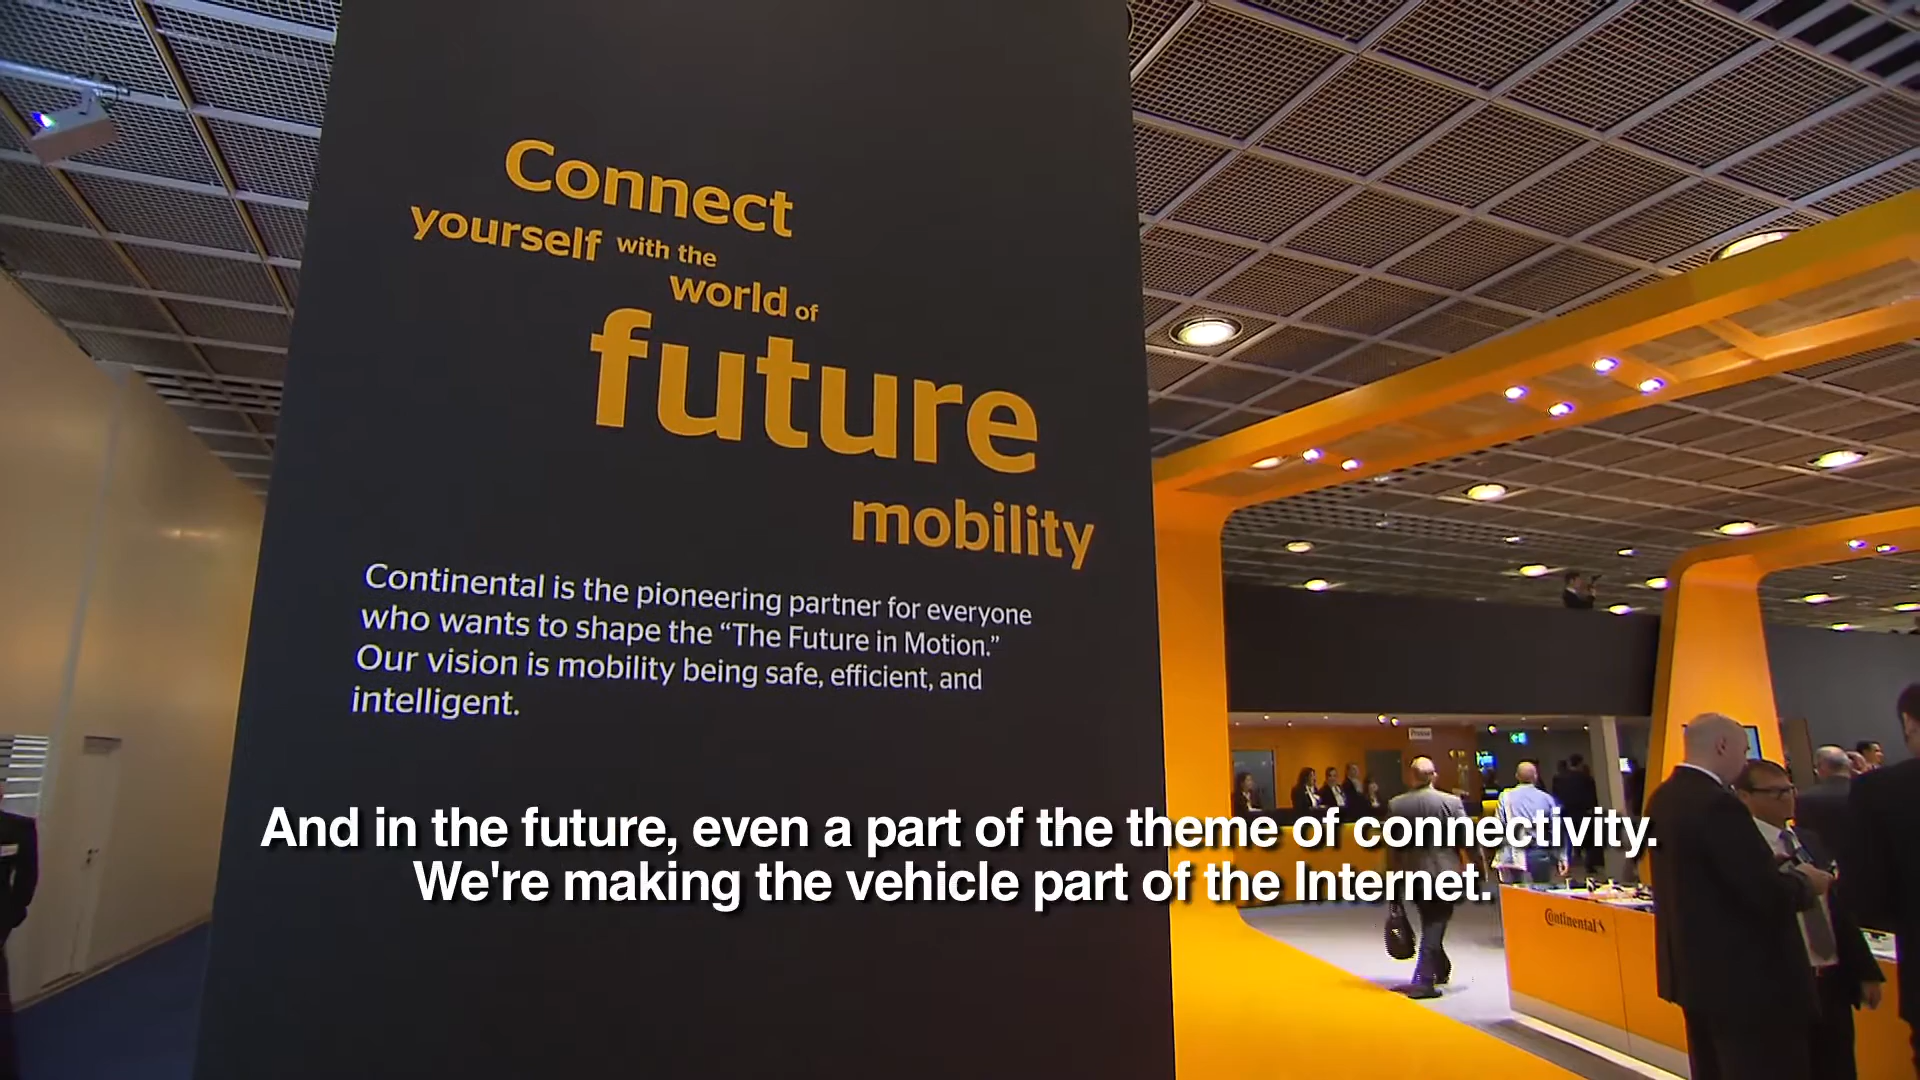 Connect
yourself with the
world of
future
mobility
Continental is the pioneering partner for everyone
who wants to shape the “The Future in Motion.”
Our vision is mobility being safe, efficient, and
intelligent.
And in the future, even a part of the theme of connectivity.
We're making the vehicle part of the Internet.
Continental